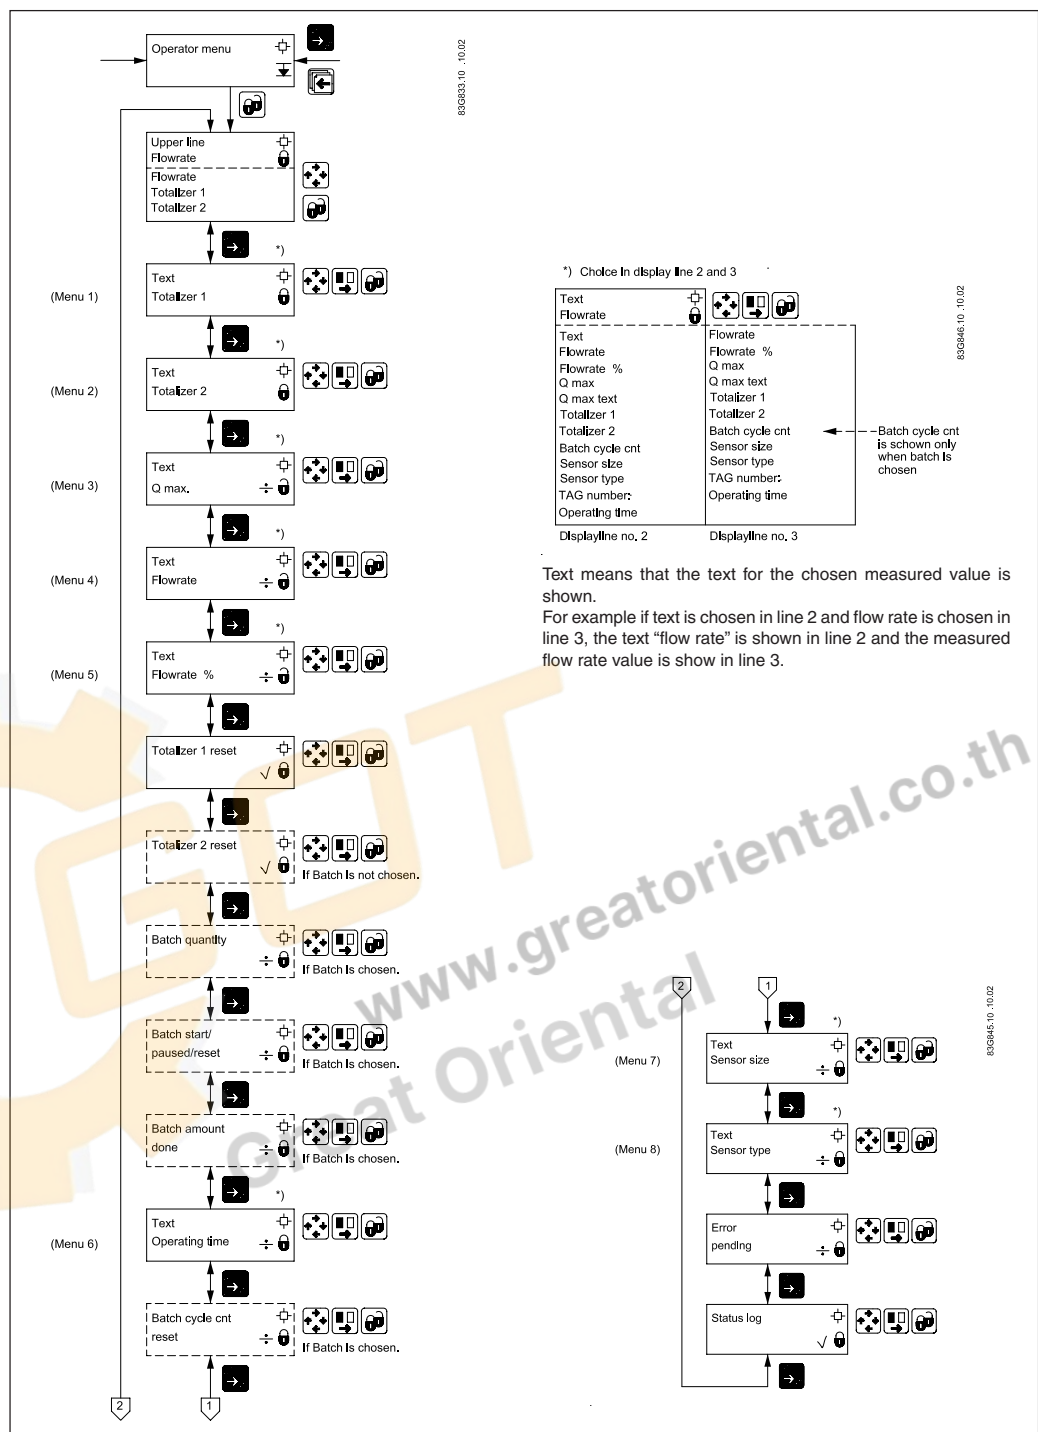 Operator menu
83G833.10 .10.02
Upper line
Flowrate
Flowrate
Totalizer 1
Totalizer 2
*)
(Menu 1)
Text
Totalizer 1
*)
(Menu 2)
Text
Totalizer 2
*)
(Menu 3)
Text
Q max.
*)
(Menu 4)
Text
Flowrate
*)
(Menu 5)
Text
Flowrate %
Totalizer 1 reset
Totalizer 2 reset
If Batch is not chosen.
Batch quantity
If Batch is chosen.
Batch start/
paused/reset
If Batch is chosen.
Batch amount
done
If Batch is chosen.
*)
(Menu 6)
Text
Operating time
Batch cycle cnt
reset
If Batch is chosen.
2
1
*) Choice in display line 2 and 3
Text
Flowrate
83G846.10 .10.02
Text
Flowrate
Flowrate %
Q max
Q max text
Totalizer 1
Totalizer 2
Batch cycle cnt
Sensor size
Sensor type
TAG number:
Operating time
Flowrate
Flowrate %
Q max
Q max text
Totalizer 1
Totalizer 2
Batch cycle cnt
Sensor size
Sensor type
TAG number:
Operating time
Batch cycle cnt
is schown only
when batch is
chosen
Displayline no. 2
Displayline no. 3
Text means that the text for the chosen measured value is
shown.
For example if text is chosen in line 2 and flow rate is chosen in
line 3, the text “flow rate” is shown in line 2 and the measured
flow rate value is show in line 3.
GOT
www.greatoriental.co.th
Great Oriental
2
1
83G845.10 .10.02
*)
(Menu 7)
Text
Sensor size
*)
(Menu 8)
Text
Sensor type
Error
pending
Status log